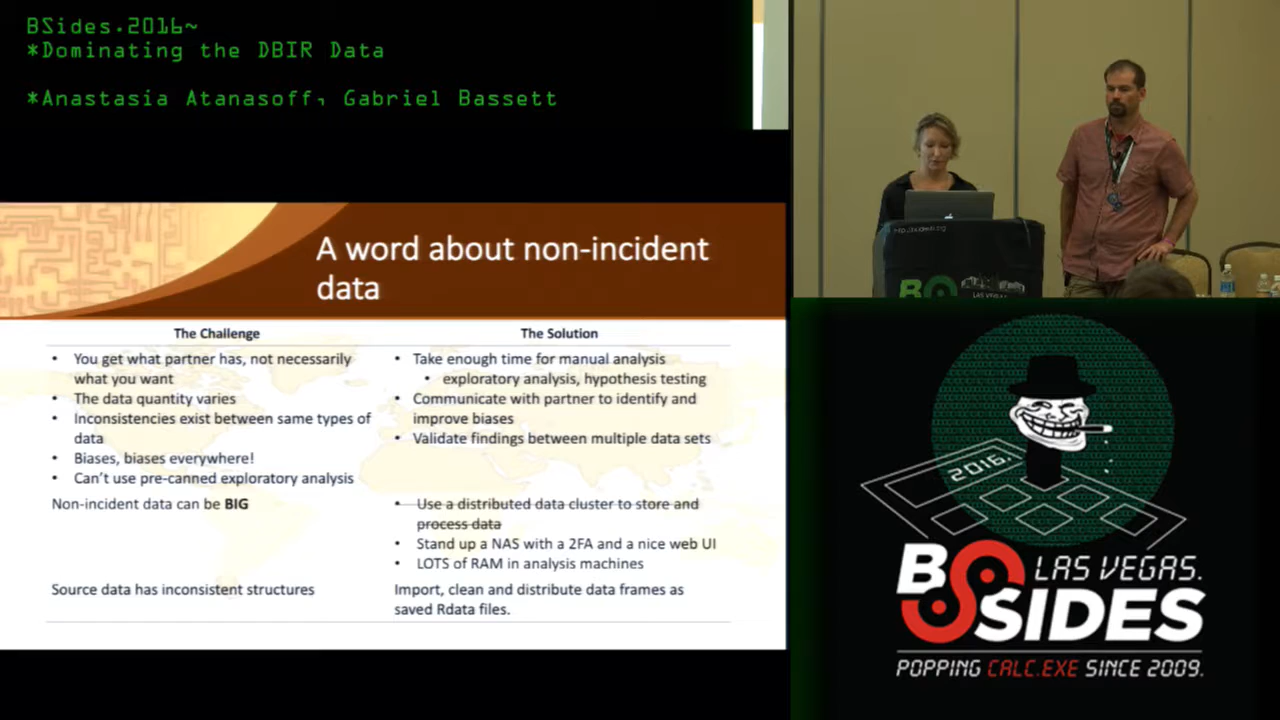 BSides.2016~
*Dominating the DBIR Data
*Anastasia Atanasoff, Gabriel Bassett
A word about non-incident
data
The Challenge
The Solution
• You get what partner has, not necessarily
what you want
• The data quantity varies
• Inconsistencies exist between same types of
data
• Biases, biases everywhere!
• Can't use pre-canned exploratory analysis
• Take enough time for manual analysis
• exploratory analysis, hypothesis testing
• Communicate with partner to identify and
improve biases
• Validate findings between multiple data sets
Non-incident data can be BIG
• Use a distributed data cluster to store and
process data
• Stand up a NAS with a 2FA and a nice web UI
• LOTS of RAM in analysis machines
Source data has inconsistent structures
Import, clean and distribute data frames as
saved Rdata files.
BS
LAS VEGAS
2016.
BSIDES
LAS VEGAS.
POPPING CALC.EXE SINCE 2009.